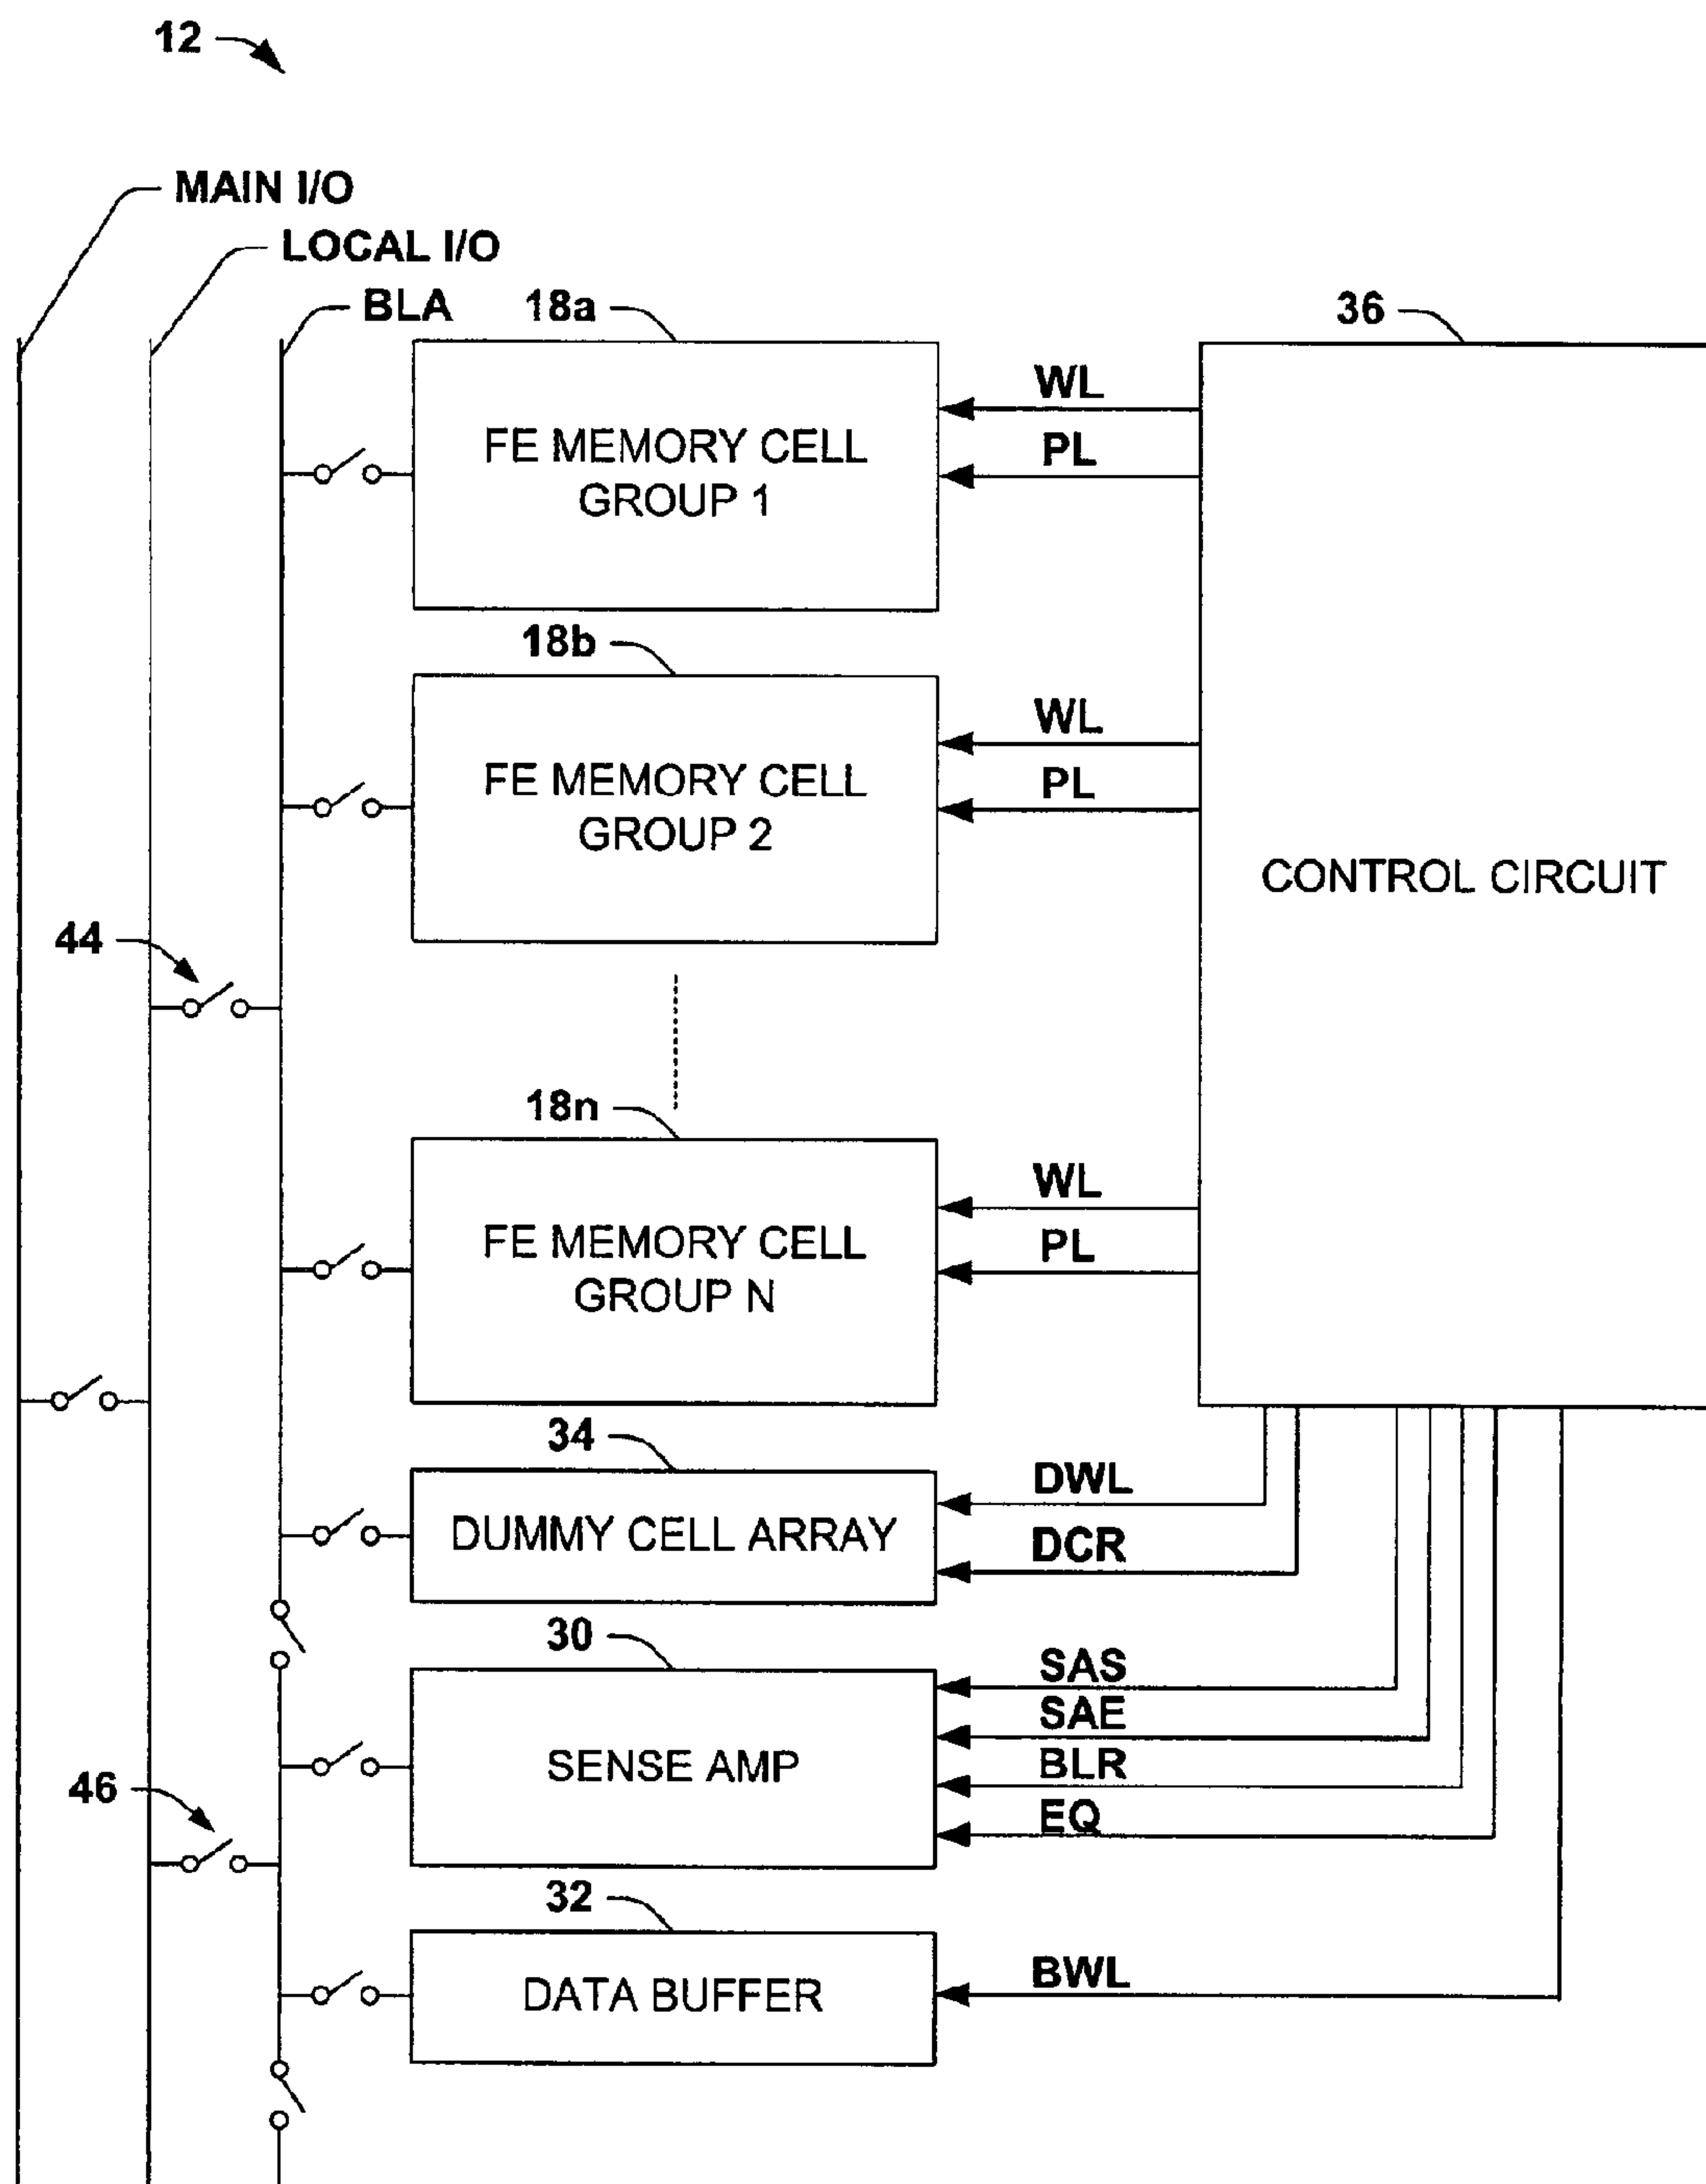 12
MAIN I/O
LOCAL I/O
BLA
18a
36
WL
FE MEMORY CELL
GROUP 1
PL
18b
WL
FE MEMORY CELL
GROUP 2
PL
CONTROL CIRCUIT
44
18n
WL
FE MEMORY CELL
GROUP N
PL
34
DWL
DUMMY CELL ARRAY
DCR
30
SAS
SAE
SENSE AMP
BLR
46
EQ
32
BWL
DATA BUFFER